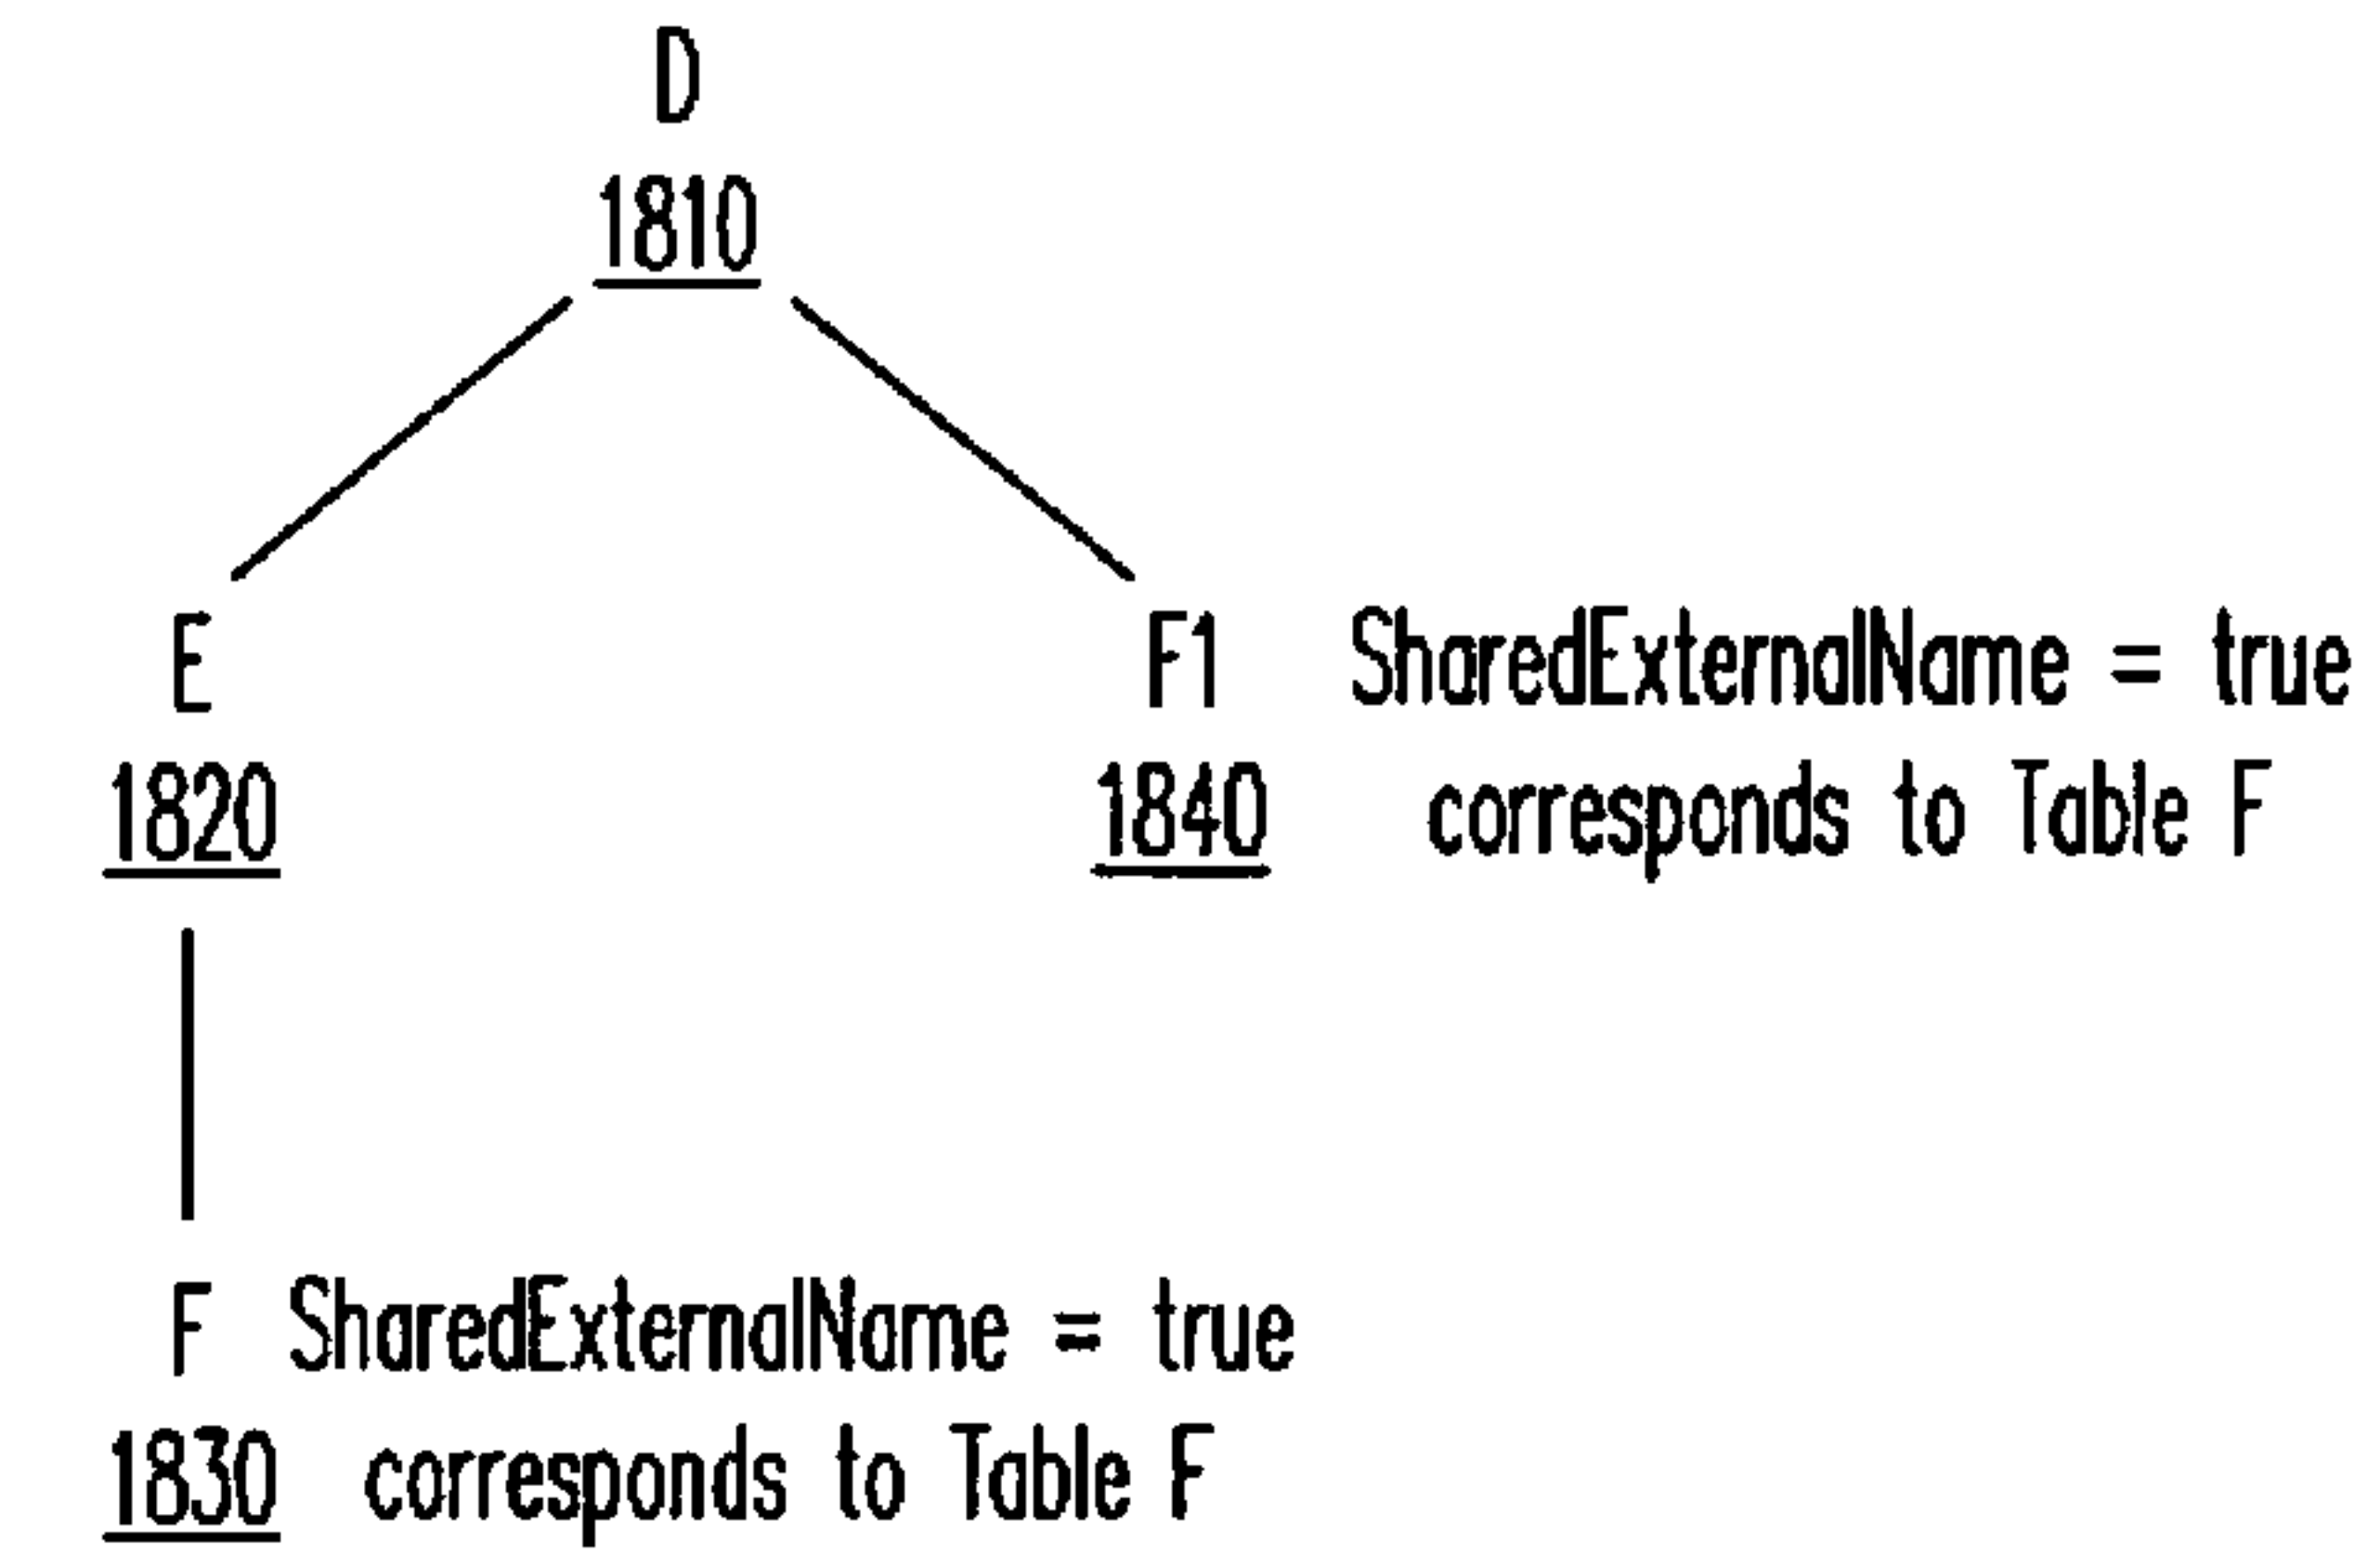 D
1810
E
1820
F1 SharedExternalName = true
1840 corresponds to Table F
F SharedExternalName = true
1830 corresponds to Table F